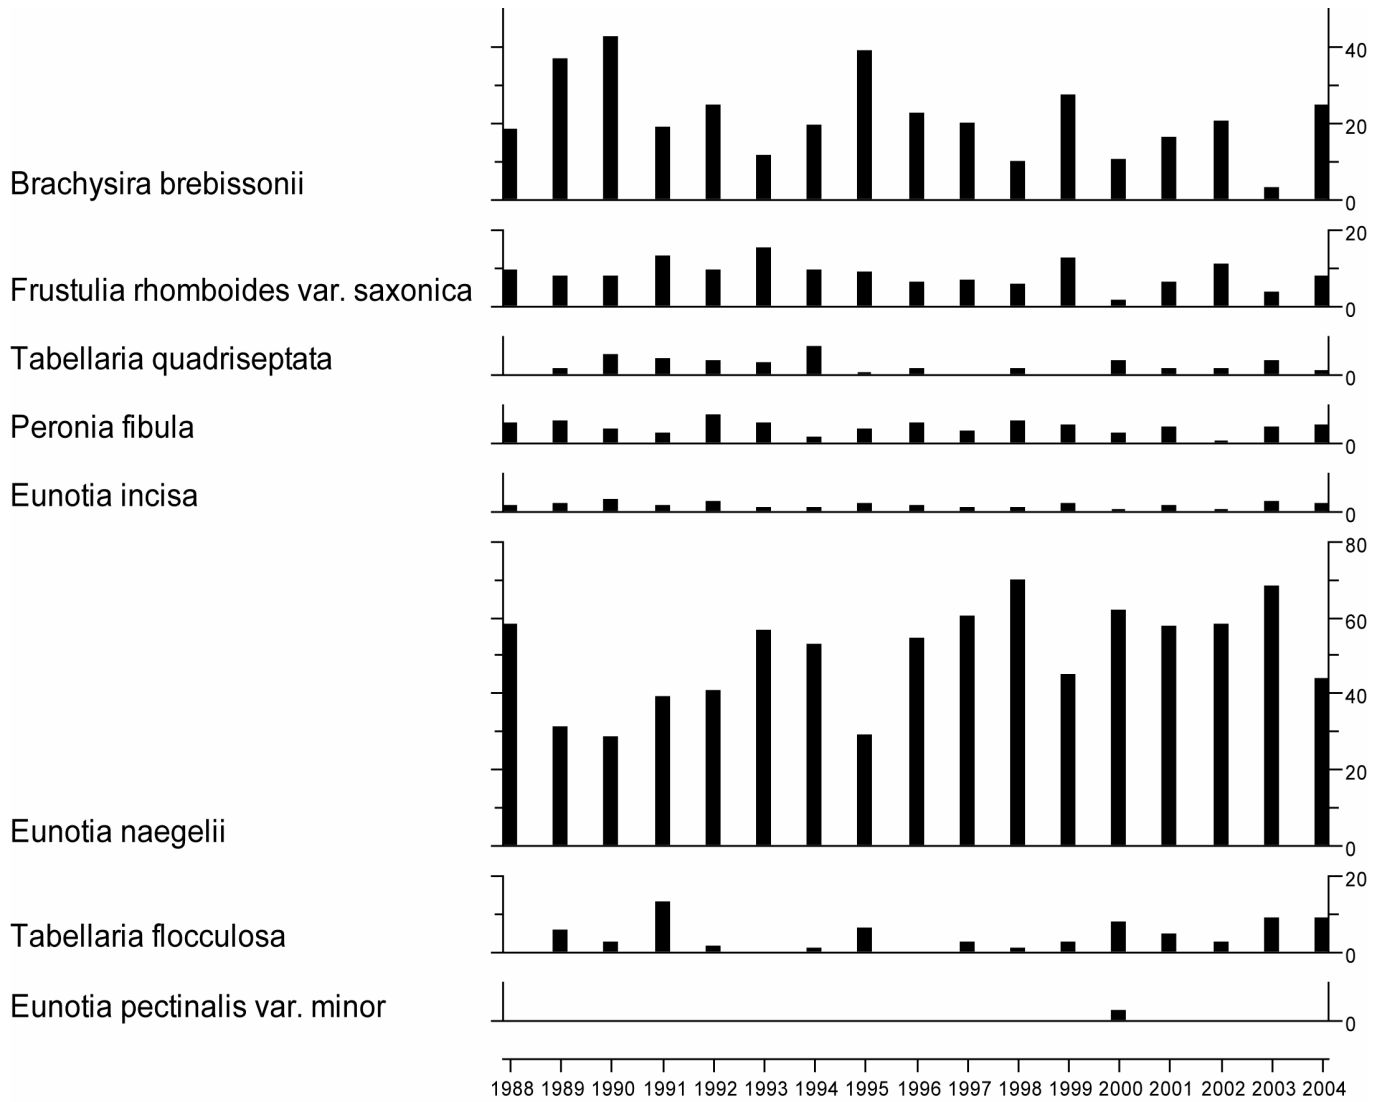 40
20
Brachysira brebissonii
0
20
Frustulia rhomboides var. saxonica
0
Tabellaria quadriseptata
0
Peronia fibula
0
Eunotia incisa
0
80
60
40
20
Eunotia naegelii
0
20
Tabellaria flocculosa
0
Eunotia pectinalis var. minor
0
1988 1989 1990 1991 1992 1993 1994 1995 1996 1997 1998 1999 2000 2001 2002 2003 2004